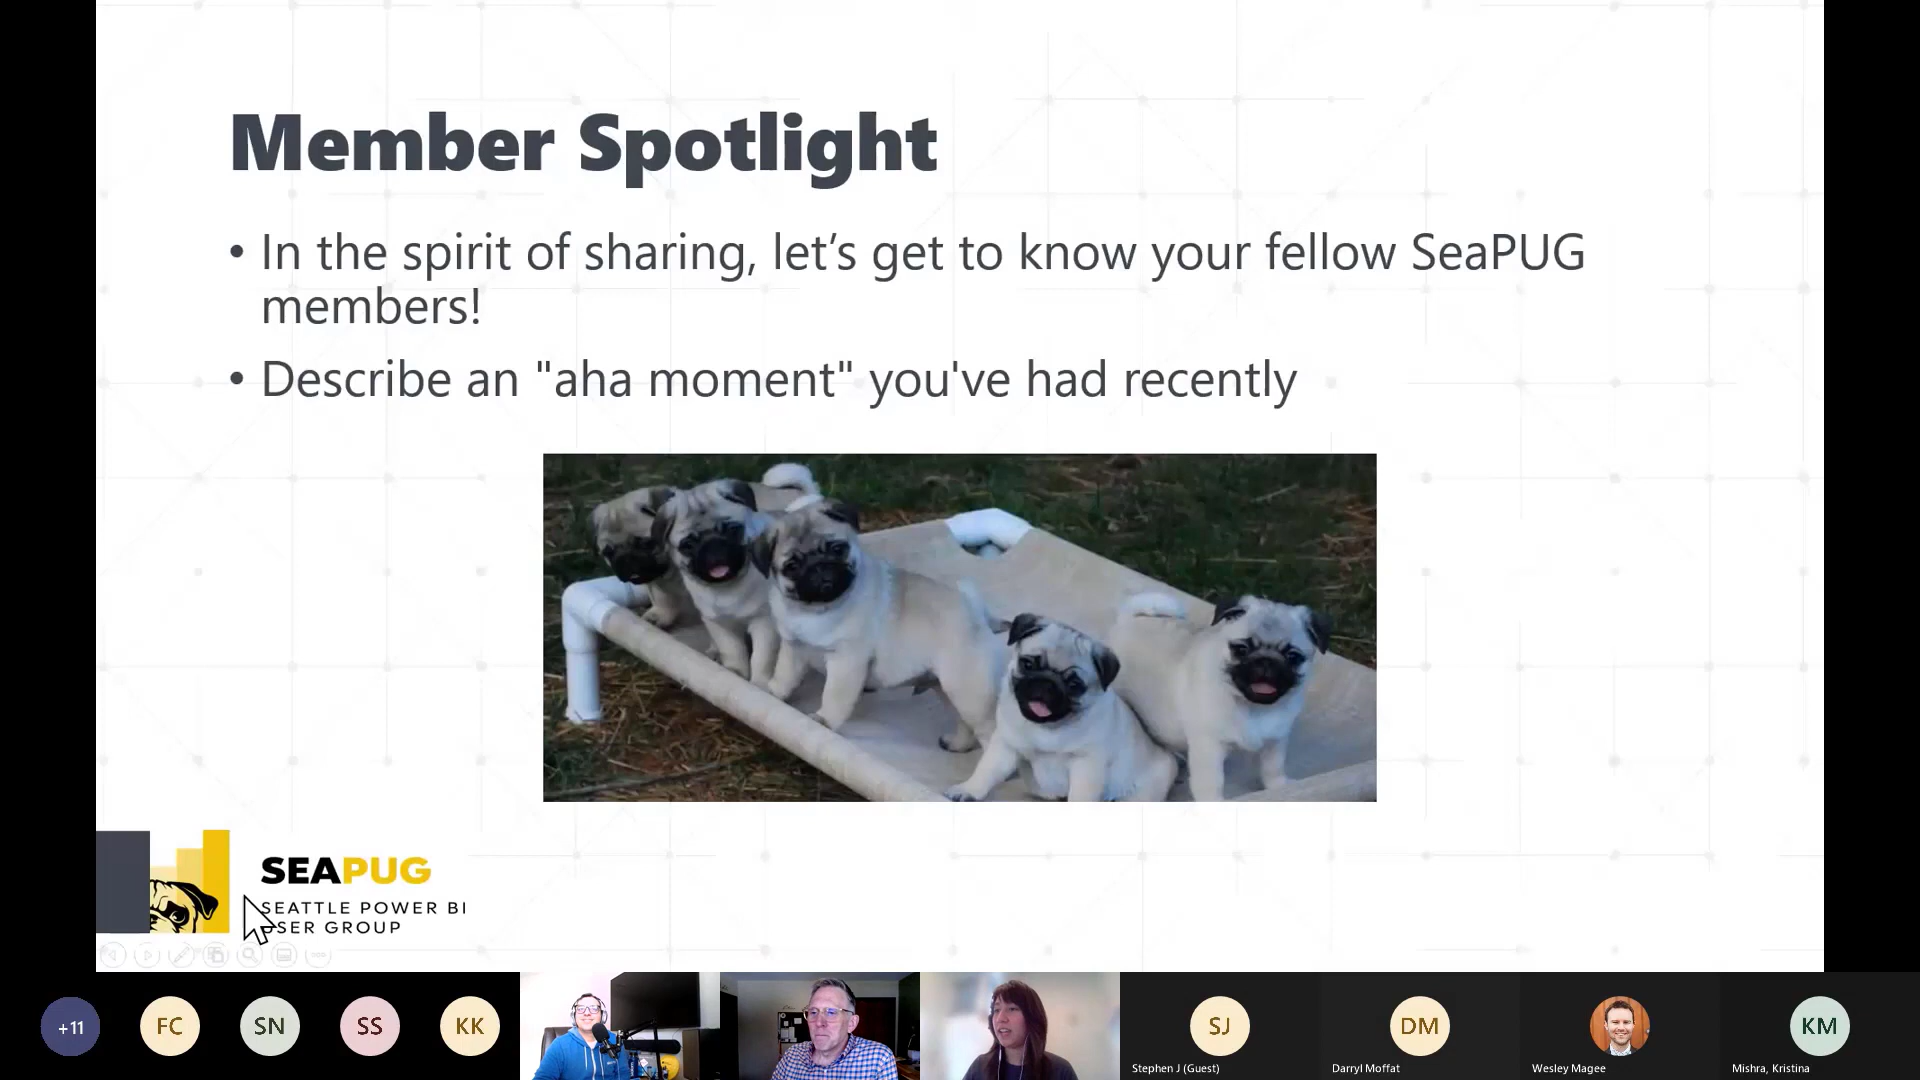 Member Spotlight
• In the spirit of sharing, let’s get to know your fellow SeaPUG
members!
• Describe an "aha moment" you've had recently
SEAPUG
SEATTLE POWER BI
USER GROUP
+11
FC
SN
SS
KK
SJ
DM
KM
Stephen J (Guest)
Darryl Moffat
Wesley Magee
Mishra, Kristina